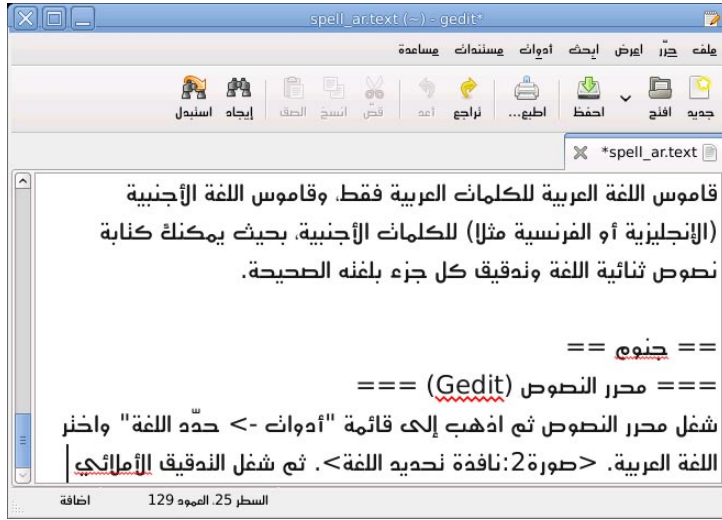 spell_ar.text (~) - gedit*
ملف حرّر اعرض ابحث أدوات مستندات مساعدة
جديد افتح احفظ اطبع... تراجع أعد قصّ انسخ الصق إيجاد استبدل
*spell_ar.text
قاموس اللغة العربية للكلمات العربية فقط، وقاموس اللغة الأجنبية
(الإنجليزية أو الفرنسية مثلا) للكلمات الأجنبية، بحيث يمكنك كتابة
نصوص ثنائية اللغة وتدقيق كل جزء بلغته الصحيحة.
== جنوم ==
=== محرر النصوص (Gedit) ===
شغل محرر النصوص ثم اذهب إلى قائمة "أدوات -> حدّد اللغة" واختر
اللغة العربية. <صورة2:نافذة تحديد اللغة>. ثم شغل التدقيق الأملائي
السطر 25، العمود 129 اضافة